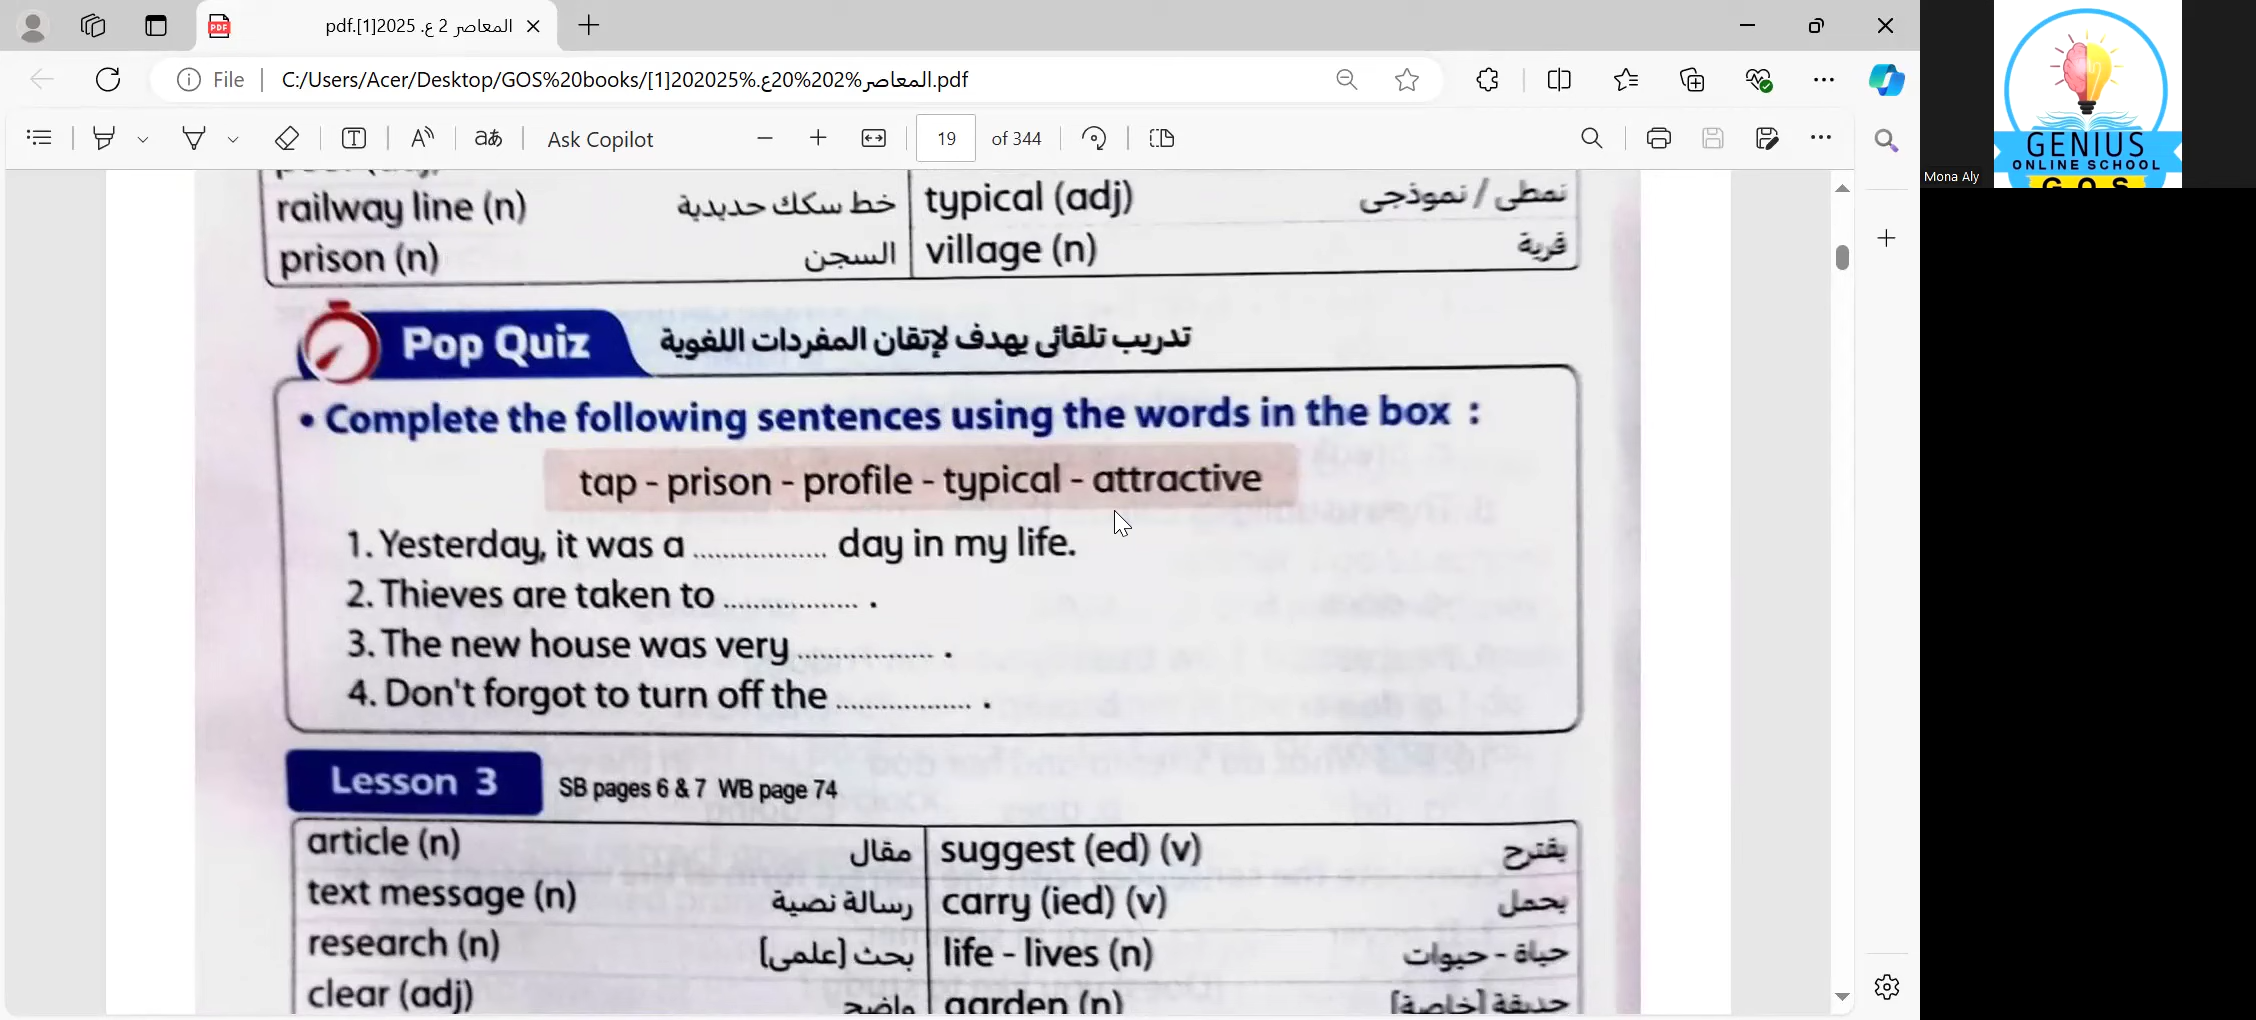 المعاصر 2 ع. 2025[1].pdf
File C:/Users/Acer/Desktop/GOS%20books/[1]202025%.ع20%202%المعاصر.pdf
Ask Copilot 19 of 344
railway line (n) خط سكك حديدية typical (adj) نمطى / نموذجى
prison (n) السجن village (n) قرية
Pop Quiz تدريب تلقائى يهدف لإتقان المفردات اللغوية
• Complete the following sentences using the words in the box :
tap - prison - profile - typical - attractive
1. Yesterday, it was a ................ day in my life.
2. Thieves are taken to ................ .
3. The new house was very ................ .
4. Don't forgot to turn off the ................ .
Lesson 3 SB pages 6 & 7 WB page 74
article (n) مقال suggest (ed) (v) يقترح
text message (n) رسالة نصية carry (ied) (v) يحمل
research (n) بحث [علمى] life - lives (n) حياة - حيوات
clear (adj) واضح garden (n) حديقة [خاصة]
GENIUS
ONLINE SCHOOL
GOS
Mona Aly